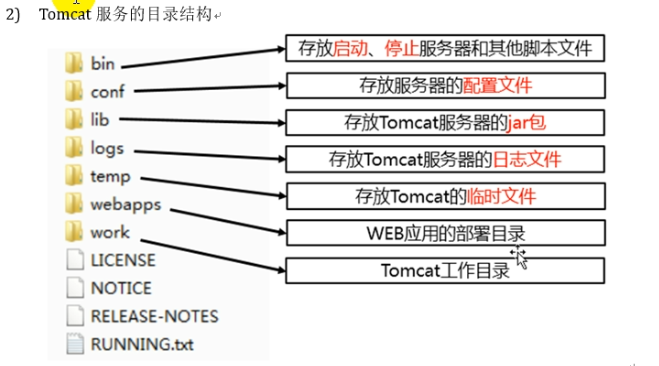 2) Tomcat 服务的目录结构
bin
存放启动、停止服务器和其他脚本文件
conf
存放服务器的配置文件
lib
存放Tomcat服务器的jar包
logs
存放Tomcat服务器的日志文件
temp
存放Tomcat的临时文件
webapps
WEB应用的部署目录
work
Tomcat工作目录
LICENSE
NOTICE
RELEASE-NOTES
RUNNING.txt